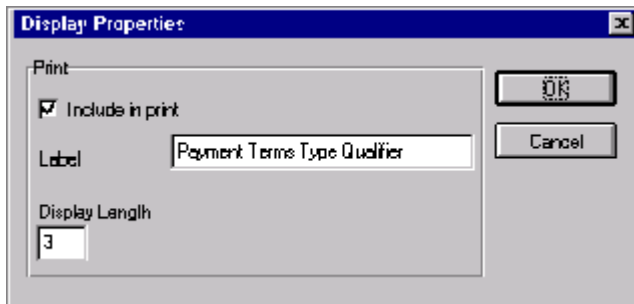 Display Properties
Print
Include in print
OK
Label
Payment Terms Type Qualifier
Cancel
Display Length
3